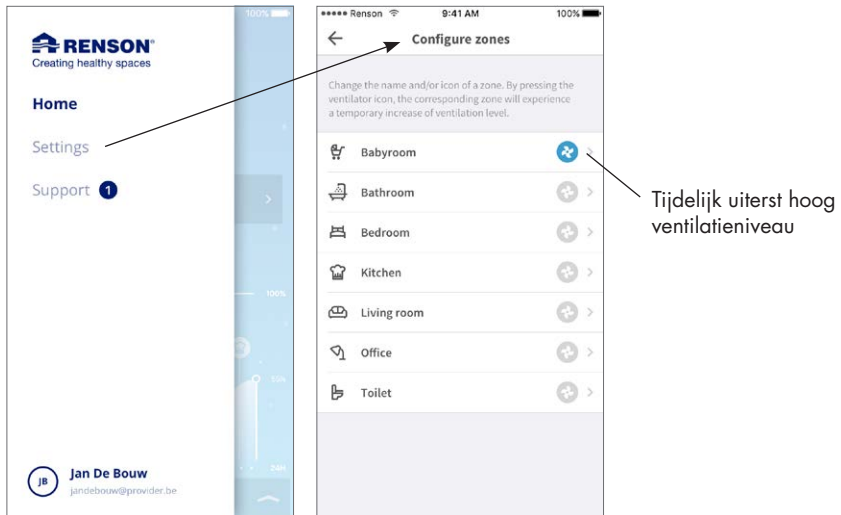 100%
RENSON®
Creating healthy spaces
Home
Settings
Support 1
100%
24H
JB
Jan De Bouw
jandebouw@provider.be
Renson 9:41 AM 100%
Configure zones
Change the name and/or icon of a zone. By pressing the
ventilator icon, the corresponding zone will experience
a temporary increase of ventilation level.
Babyroom
Bathroom
Bedroom
Kitchen
Living room
Office
Toilet
Tijdelijk uiterst hoog
ventilatieniveau